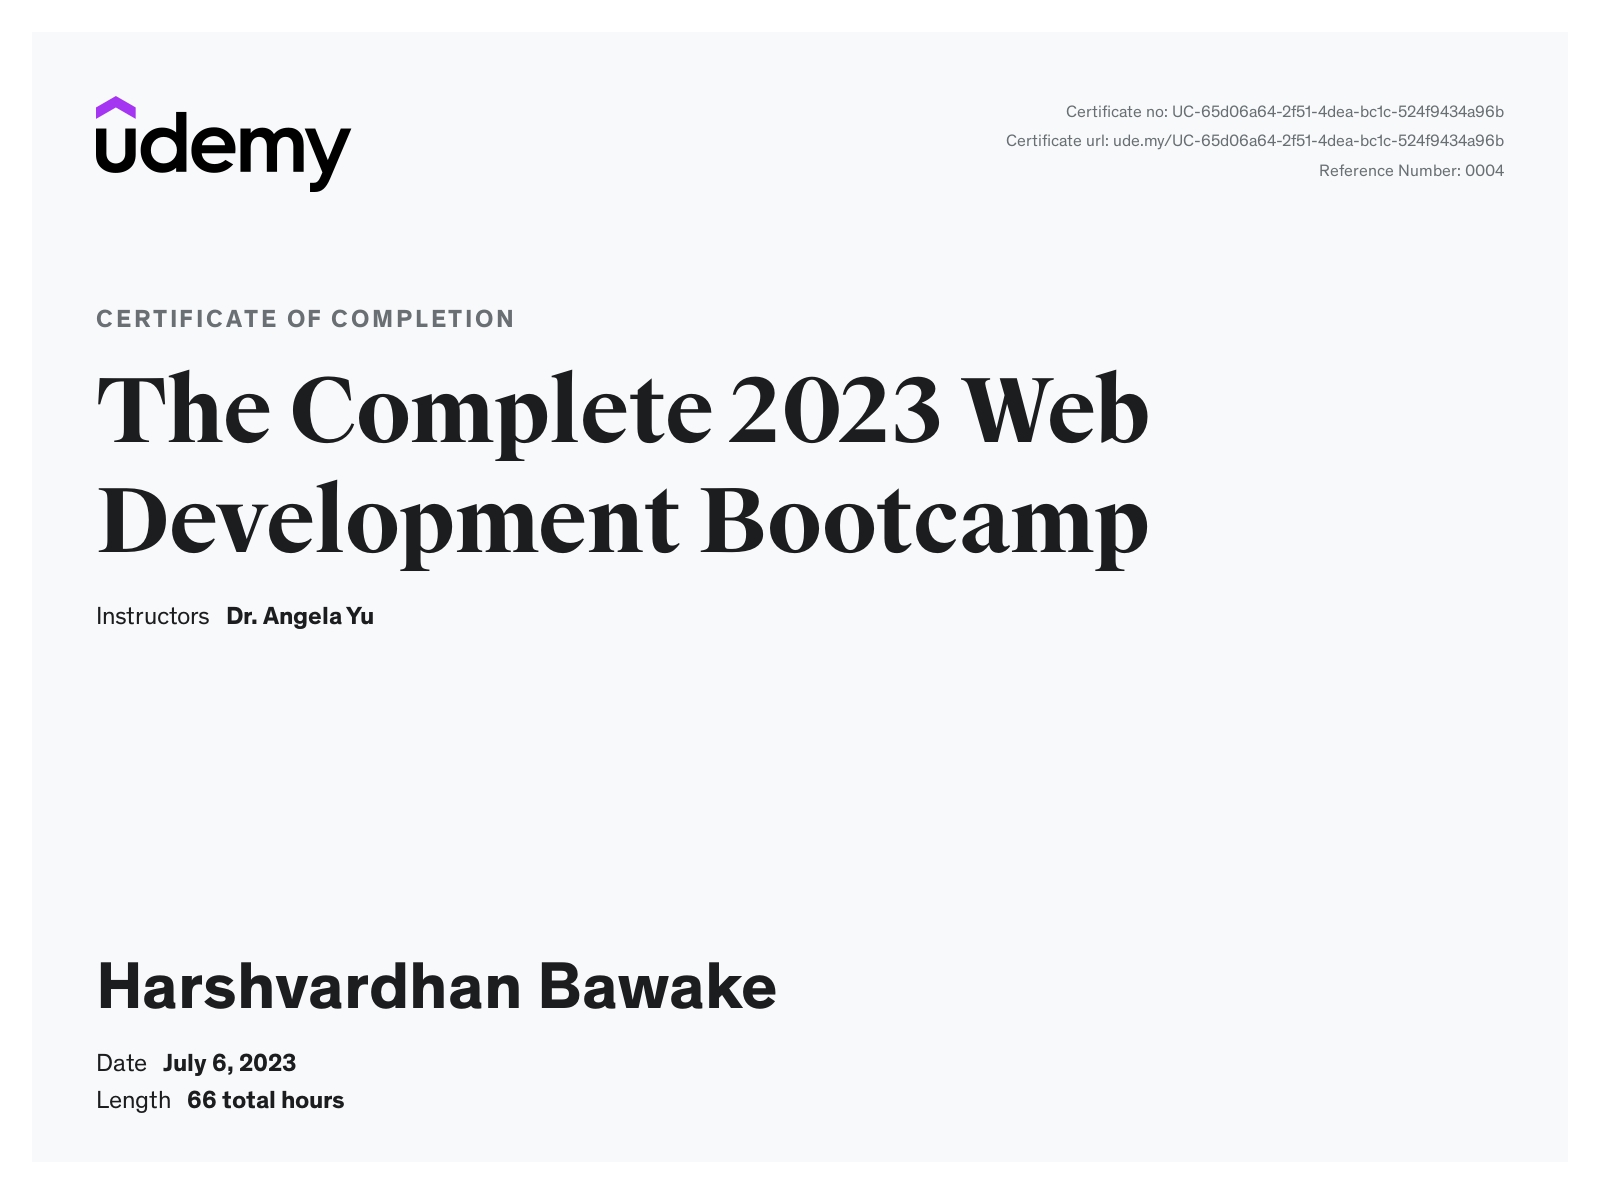 udemy
Certificate no: UC-65d06a64-2f51-4dea-bc1c-524f9434a96b
Certificate url: ude.my/UC-65d06a64-2f51-4dea-bc1c-524f9434a96b
Reference Number: 0004
CERTIFICATE OF COMPLETION
The Complete 2023 Web
Development Bootcamp
Instructors Dr. Angela Yu
Harshvardhan Bawake
Date July 6, 2023
Length 66 total hours